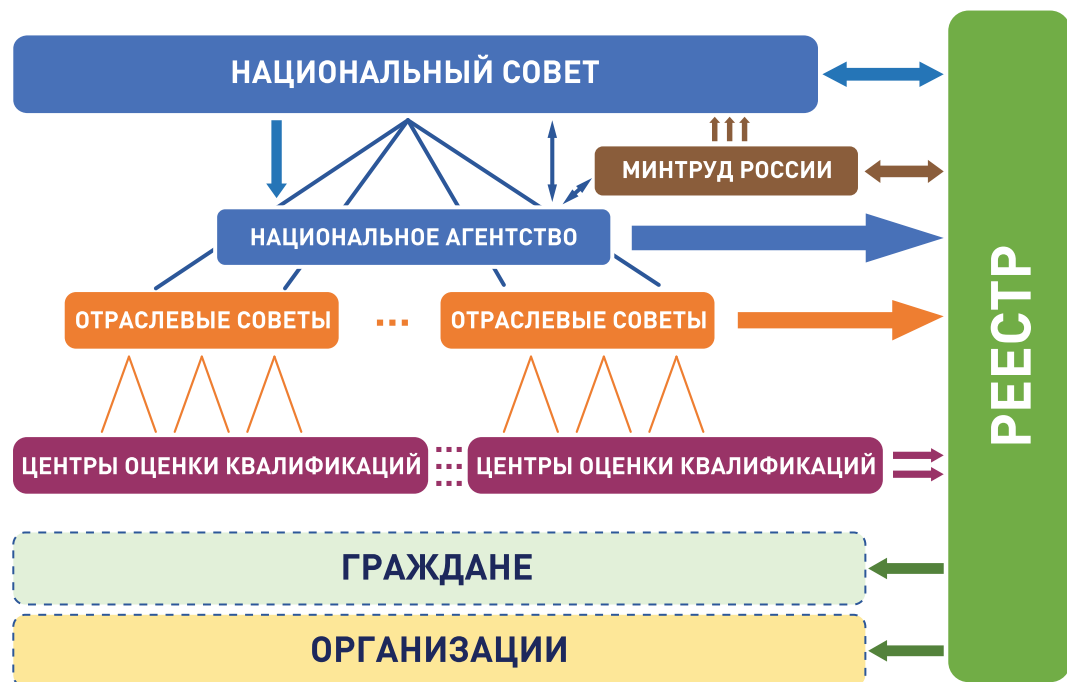 НАЦИОНАЛЬНЫЙ СОВЕТ
МИНТРУД РОССИИ
НАЦИОНАЛЬНОЕ АГЕНТСТВО
ОТРАСЛЕВЫЕ СОВЕТЫ
...
ОТРАСЛЕВЫЕ СОВЕТЫ
ЦЕНТРЫ ОЦЕНКИ КВАЛИФИКАЦИЙ
ЦЕНТРЫ ОЦЕНКИ КВАЛИФИКАЦИЙ
ГРАЖДАНЕ
ОРГАНИЗАЦИИ
РЕЕСТР